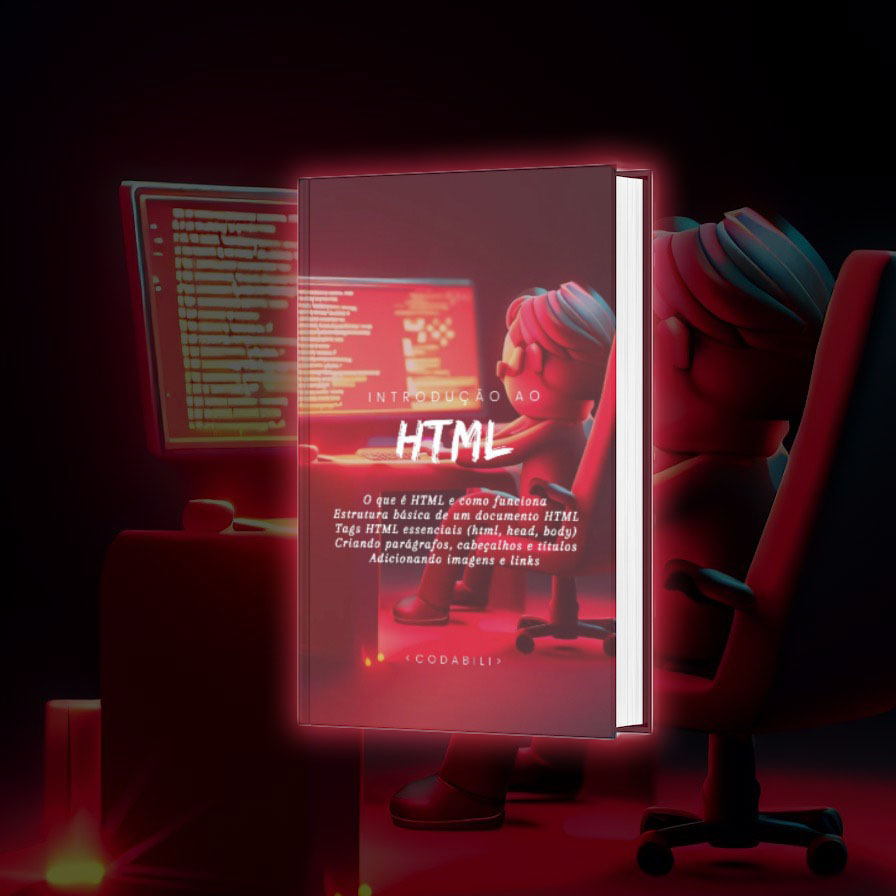 INTRODUÇÃO AO
HTML
O que é HTML e como funciona
Estrutura básica de um documento HTML
Tags HTML essenciais (html, head, body)
Criando parágrafos, cabeçalhos e títulos
Adicionando imagens e links
<CODABILI>